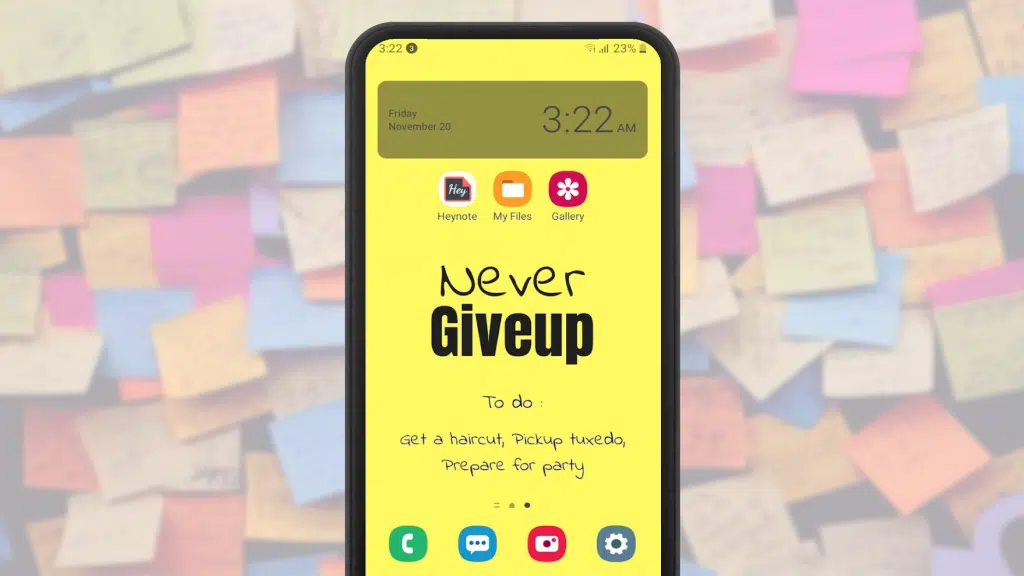 3:22 3 23%
Friday
November 20
3:22 AM
Hey
Heynote My Files Gallery
Never
Giveup
To do :
Get a haircut, Pickup tuxedo,
Prepare for party